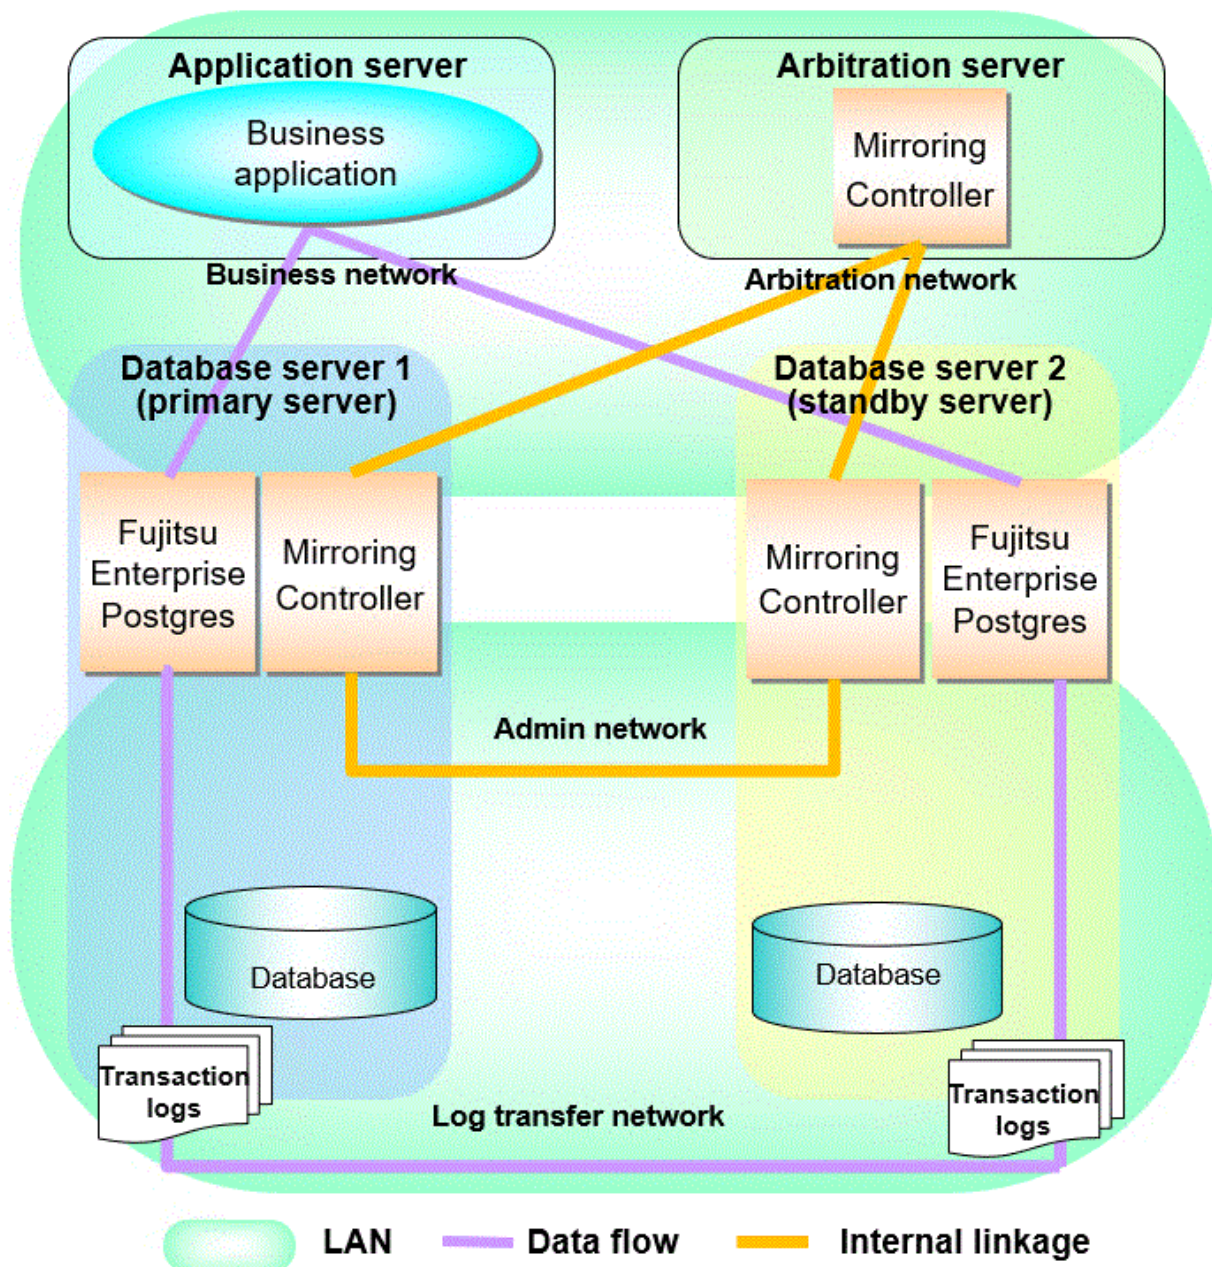 Application server
Business
application
Arbitration server
Mirroring
Controller
Business network
Arbitration network
Database server 1
(primary server)
Database server 2
(standby server)
Fujitsu
Enterprise
Postgres
Mirroring
Controller
Mirroring
Controller
Fujitsu
Enterprise
Postgres
Admin network
Database
Database
Transaction
logs
Log transfer network
Transaction
logs
LAN
Data flow
Internal linkage